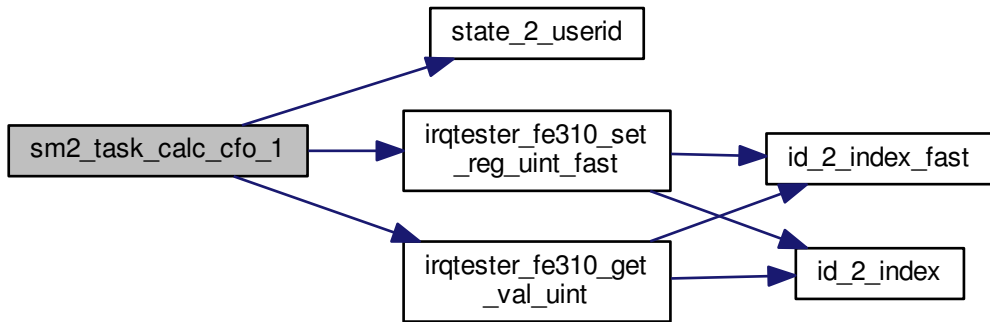 state_2_userid
sm2_task_calc_cfo_1
irqtester_fe310_set
_reg_uint_fast
id_2_index_fast
irqtester_fe310_get
_val_uint
id_2_index